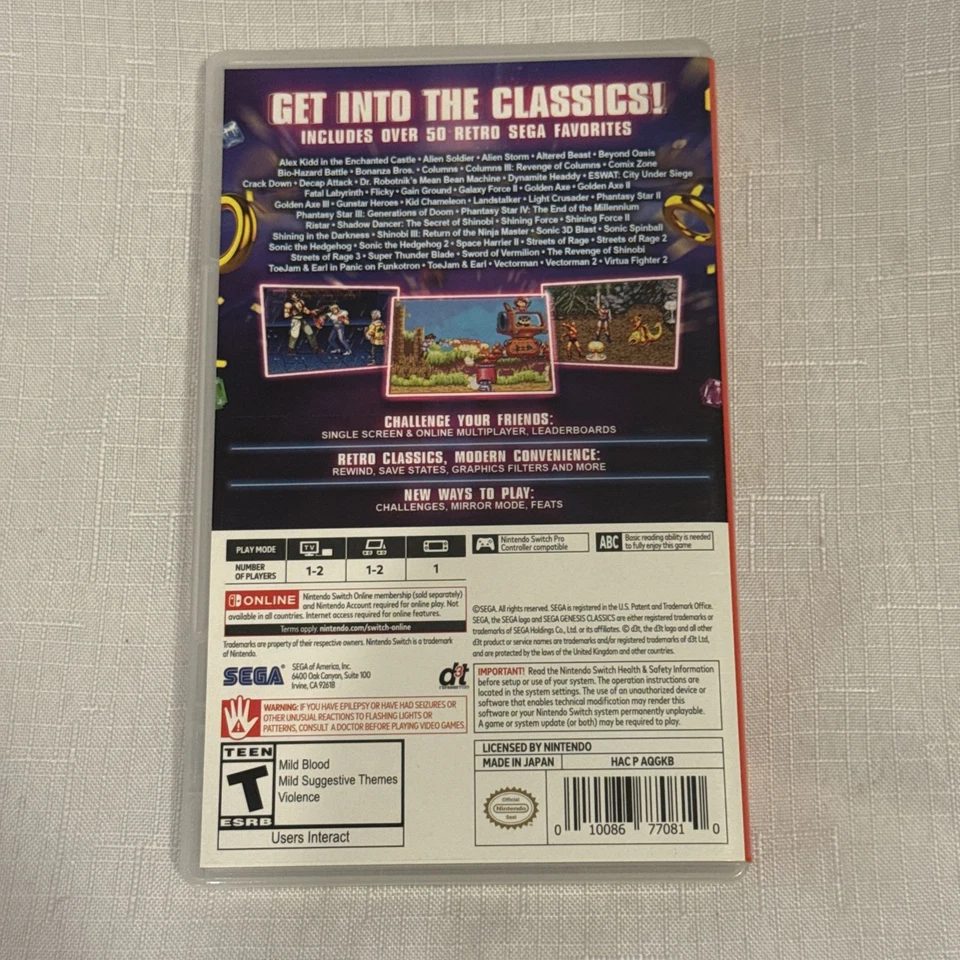 GET INTO THE CLASSICS!
INCLUDES OVER 50 RETRO SEGA FAVORITES
Alex Kidd in the Enchanted Castle • Alien Soldier • Alien Storm • Altered Beast • Beyond Oasis
Bio-Hazard Battle • Bonanza Bros. • Columns • Columns III: Revenge of Columns • Comix Zone
Crack Down • Decap Attack • Dr. Robotnik's Mean Bean Machine • Dynamite Headdy • ESWAT: City Under Siege
Fatal Labyrinth • Flicky • Gain Ground • Galaxy Force II • Golden Axe • Golden Axe II
Golden Axe III • Gunstar Heroes • Kid Chameleon • Landstalker • Light Crusader • Phantasy Star II
Phantasy Star III: Generations of Doom • Phantasy Star IV: The End of the Millennium
Ristar • Shadow Dancer: The Secret of Shinobi • Shining Force • Shining Force II
Shining in the Darkness • Shinobi III: Return of the Ninja Master • Sonic 3D Blast • Sonic Spinball
Sonic the Hedgehog • Sonic the Hedgehog 2 • Space Harrier II • Streets of Rage • Streets of Rage 2
Streets of Rage 3 • Super Thunder Blade • Sword of Vermilion • The Revenge of Shinobi
ToeJam & Earl in Panic on Funkotron • ToeJam & Earl • Vectorman • Vectorman 2 • Virtua Fighter 2
CHALLENGE YOUR FRIENDS:
SINGLE SCREEN & ONLINE MULTIPLAYER, LEADERBOARDS
RETRO CLASSICS, MODERN CONVENIENCE:
REWIND, SAVE STATES, GRAPHICS FILTERS AND MORE
NEW WAYS TO PLAY:
CHALLENGES, MIRROR MODE, FEATS
PLAY MODE
TV
NUMBER OF PLAYERS
1-2
1-2
1
Nintendo Switch Pro
Controller compatible
ABC
Basic reading ability is needed
to fully enjoy this game
ONLINE
Nintendo Switch Online membership (sold separately)
and Nintendo Account required for online play. Not
available in all countries. Internet access required for online features.
Terms apply. nintendo.com/switch-online
Trademarks are property of their respective owners. Nintendo Switch is a trademark
of Nintendo.
SEGA®
SEGA of America, Inc.
6400 Oak Canyon, Suite 100
Irvine, CA 92618
d3t
WARNING: IF YOU HAVE EPILEPSY OR HAVE HAD SEIZURES OR
OTHER UNUSUAL REACTIONS TO FLASHING LIGHTS OR
PATTERNS, CONSULT A DOCTOR BEFORE PLAYING VIDEO GAMES.
©SEGA. All rights reserved. SEGA is registered in the U.S. Patent and Trademark Office.
SEGA, the SEGA logo and SEGA GENESIS CLASSICS are either registered trademarks or
trademarks of SEGA Holdings Co., Ltd. or its affiliates. © d3t, the d3t logo and all other
d3t product or service names are trademarks and/or registered trademarks of d3t Ltd,
and are protected by the laws of the United Kingdom and other countries.
IMPORTANT! Read the Nintendo Switch Health & Safety Information
before setup or use of your system. The operation instructions are
located in the system settings. The use of an unauthorized device or
software that enables technical modification may render this
software or your Nintendo Switch system permanently unplayable.
A game or system update (or both) may be required to play.
TEEN
T
ESRB
Mild Blood
Mild Suggestive Themes
Violence
Users Interact
LICENSED BY NINTENDO
MADE IN JAPAN
HAC P AQGKB
Official
Nintendo
Seal
0 10086 77081 0